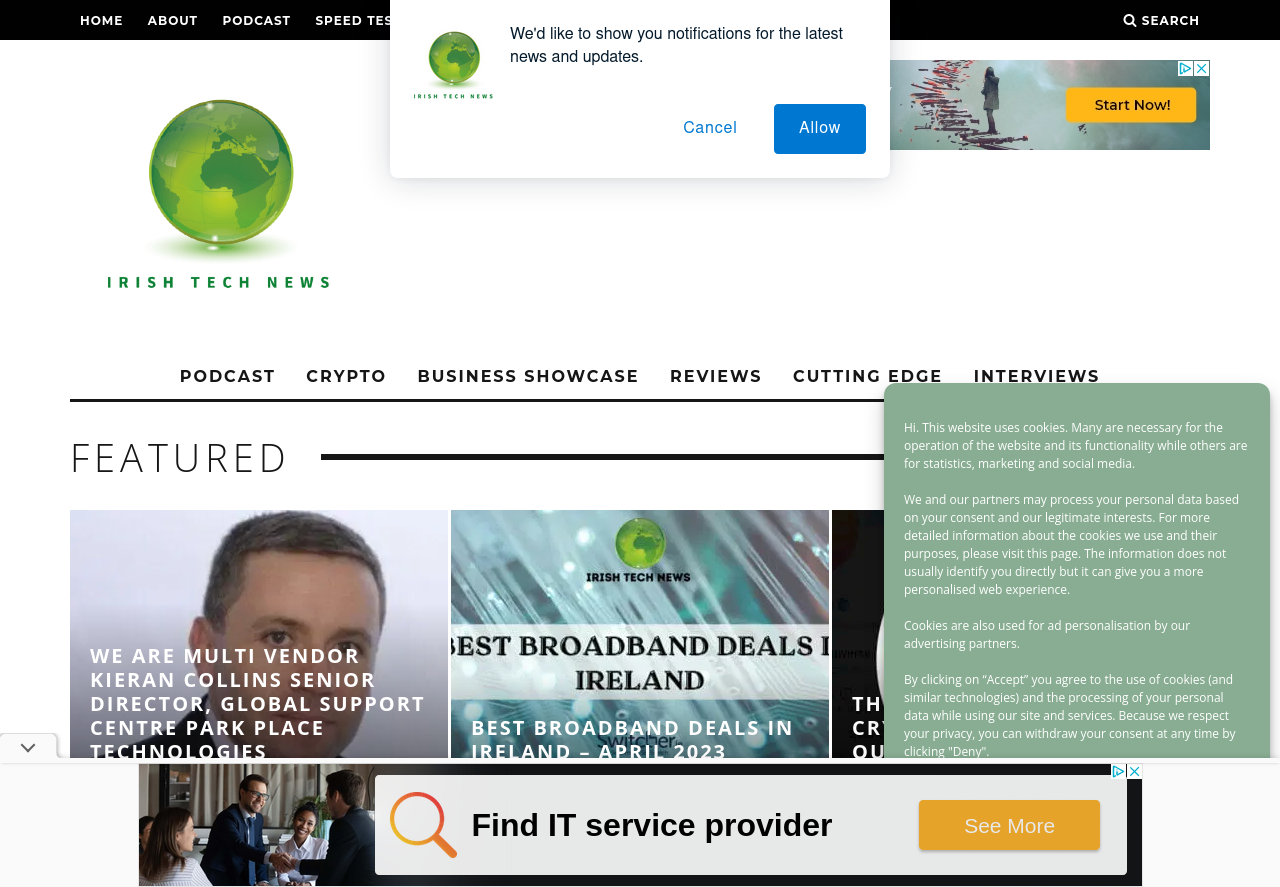 HOME ABOUT PODCAST SPEED TES
SEARCH
We'd like to show you notifications for the latest
news and updates.
IRISH TECH NEWS
Cancel Allow
Start Now!
IRISH TECH NEWS
PODCAST CRYPTO BUSINESS SHOWCASE REVIEWS CUTTING EDGE INTERVIEWS
FEATURED
WE ARE MULTI VENDOR
KIERAN COLLINS SENIOR
DIRECTOR, GLOBAL SUPPORT
CENTRE PARK PLACE
TECHNOLOGIES
IRISH TECH NEWS
BEST BROADBAND DEALS I
IRELAND
switcher
BEST BROADBAND DEALS IN
IRELAND – APRIL 2023
TH
CR
OU
Hi. This website uses cookies. Many are necessary for the
operation of the website and its functionality while others are
for statistics, marketing and social media.
We and our partners may process your personal data based
on your consent and our legitimate interests. For more
detailed information about the cookies we use and their
purposes, please visit this page. The information does not
usually identify you directly but it can give you a more
personalised web experience.
Cookies are also used for ad personalisation by our
advertising partners.
By clicking on “Accept” you agree to the use of cookies (and
similar technologies) and the processing of your personal
data while using our site and services. Because we respect
your privacy, you can withdraw your consent at any time by
clicking "Deny".
Find IT service provider
See More